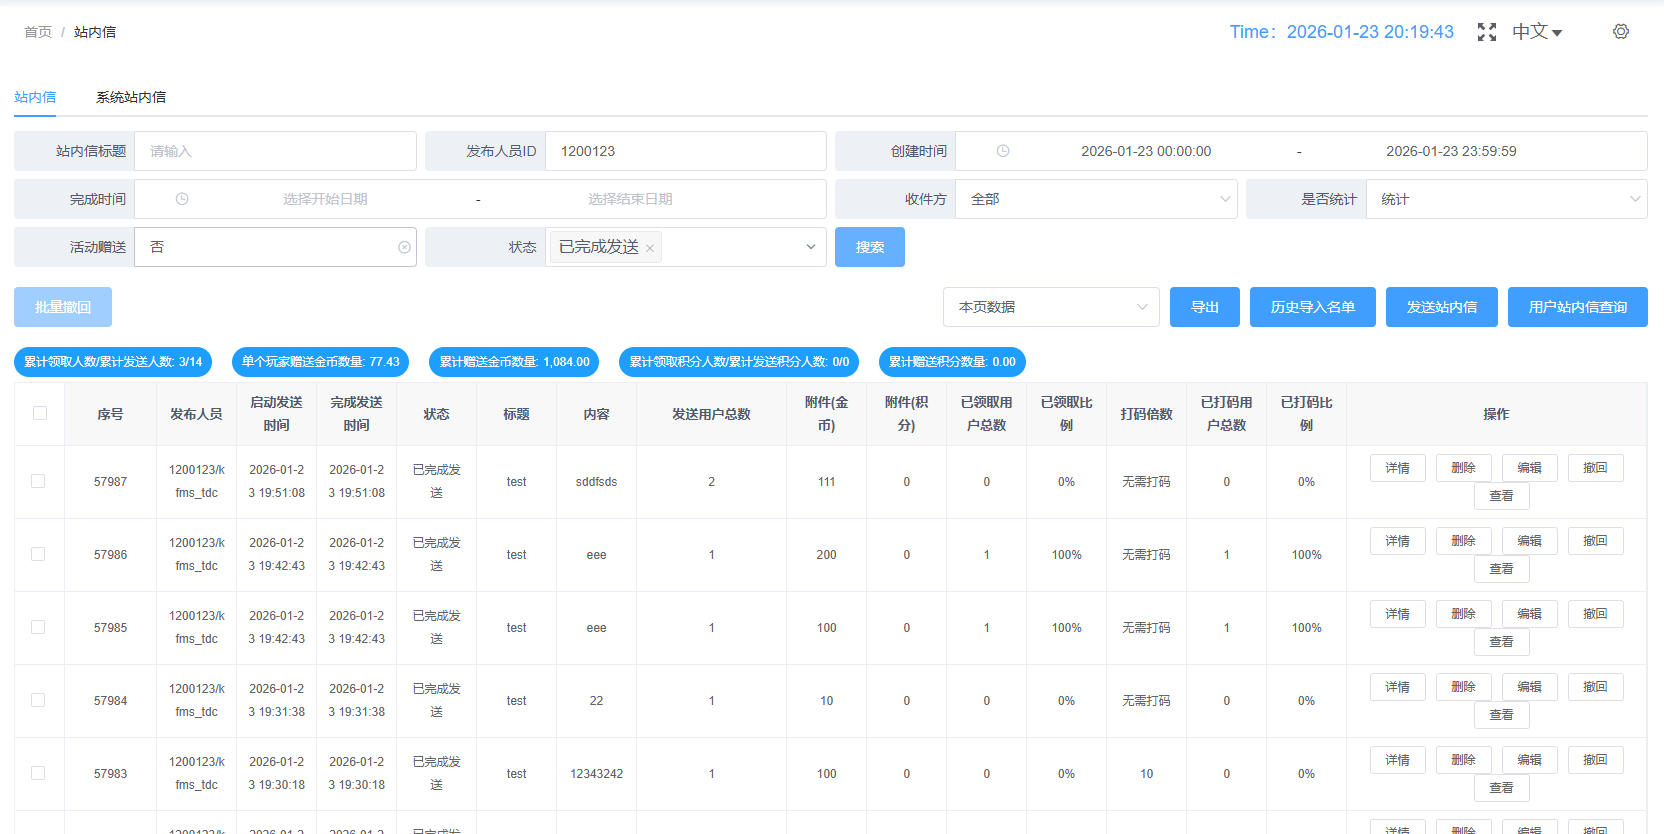 首页 / 站内信
Time： 2026-01-23 20:19:43 中文
站内信 系统站内信
站内信标题 请输入 发布人员ID 1200123 创建时间 2026-01-23 00:00:00 - 2026-01-23 23:59:59
完成时间 选择开始日期 - 选择结束日期 收件方 全部 是否统计 统计
活动赠送 否 状态 已完成发送 × 搜索
批量撤回 本页数据 导出 历史导入名单 发送站内信 用户站内信查询
累计领取人数/累计发送人数: 3/14 单个玩家赠送金币数量: 77.43 累计赠送金币数量: 1,084.00 累计领取积分人数/累计发送积分人数: 0/0 累计赠送积分数量: 0.00
序号 发布人员 启动发送时间 完成发送时间 状态 标题 内容 发送用户总数 附件(金币) 附件(积分) 已领取用户总数 已领取比例 打码倍数 已打码用户总数 已打码比例 操作
57987 1200123/kfms_tdc 2026-01-23 19:51:08 2026-01-23 19:51:08 已完成发送 test sddfsds 2 111 0 0 0% 无需打码 0 0% 详情 删除 编辑 撤回 查看
57986 1200123/kfms_tdc 2026-01-23 19:42:43 2026-01-23 19:42:43 已完成发送 test eee 1 200 0 1 100% 无需打码 1 100% 详情 删除 编辑 撤回 查看
57985 1200123/kfms_tdc 2026-01-23 19:42:43 2026-01-23 19:42:43 已完成发送 test eee 1 100 0 1 100% 无需打码 1 100% 详情 删除 编辑 撤回 查看
57984 1200123/kfms_tdc 2026-01-23 19:31:38 2026-01-23 19:31:38 已完成发送 test 22 1 10 0 0 0% 无需打码 0 0% 详情 删除 编辑 撤回 查看
57983 1200123/kfms_tdc 2026-01-23 19:30:18 2026-01-23 19:30:18 已完成发送 test 12343242 1 100 0 0 0% 10 0 0% 详情 删除 编辑 撤回 查看
1200123/k 2026-01-2 2026-01-2 已完成发 详情 删除 编辑 撤回